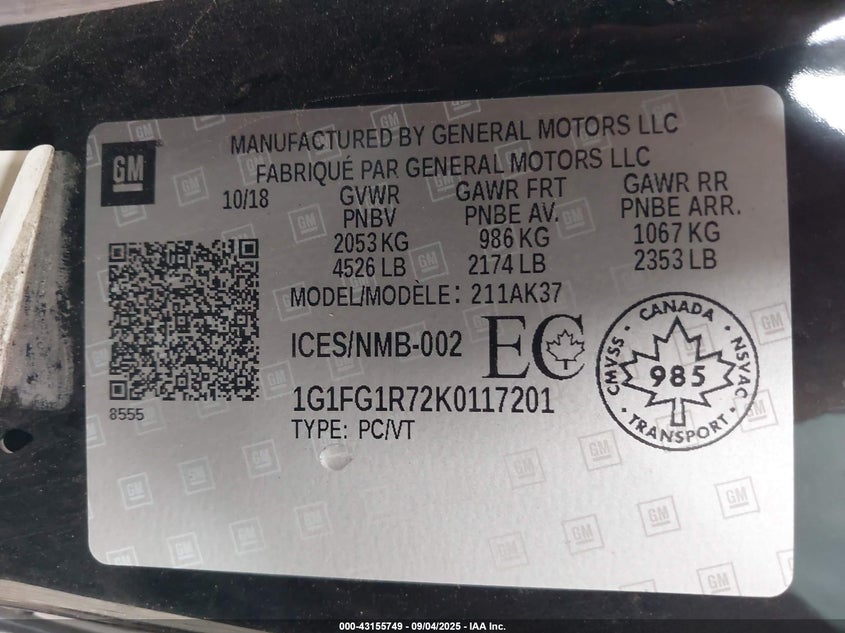 GM
MANUFACTURED BY GENERAL MOTORS LLC
FABRIQUÉ PAR GENERAL MOTORS LLC
10/18 GVWR GAWR FRT GAWR RR
PNBV PNBE AV. PNBE ARR.
2053 KG 986 KG 1067 KG
4526 LB 2174 LB 2353 LB
MODEL/MODÈLE: 211AK37
ICES/NMB-002 EC
1G1FG1R72K0117201
TYPE: PC/VT
8555
CANADA
CMVSS 985 NSVAC
TRANSPORT
000-43155749 - 09/04/2025 - IAA Inc.